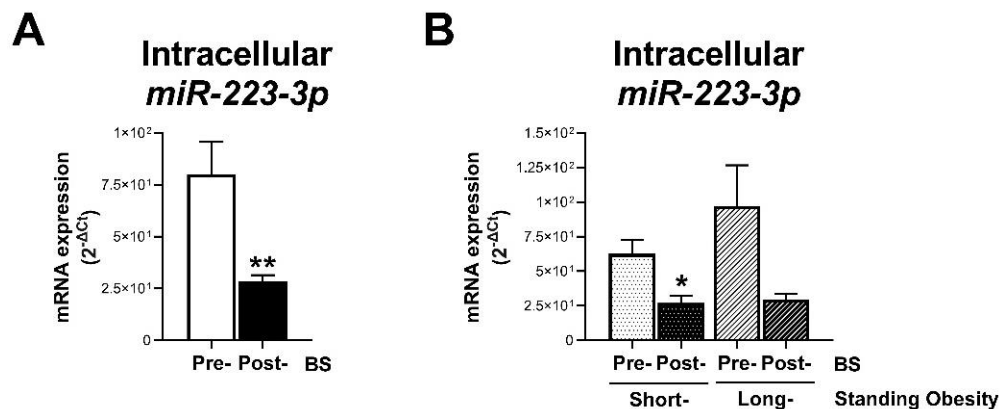 A
Intracellular
miR-223-3p
mRNA expression
(2^-ΔCt)
1×10²
7.5×10¹
5×10¹
2.5×10¹
0
**
Pre- Post- BS
B
Intracellular
miR-223-3p
mRNA expression
(2^-ΔCt)
1.5×10²
1.25×10²
1×10²
7.5×10¹
5×10¹
2.5×10¹
0
*
Pre- Post- Pre- Post- BS
Short- Long- Standing Obesity